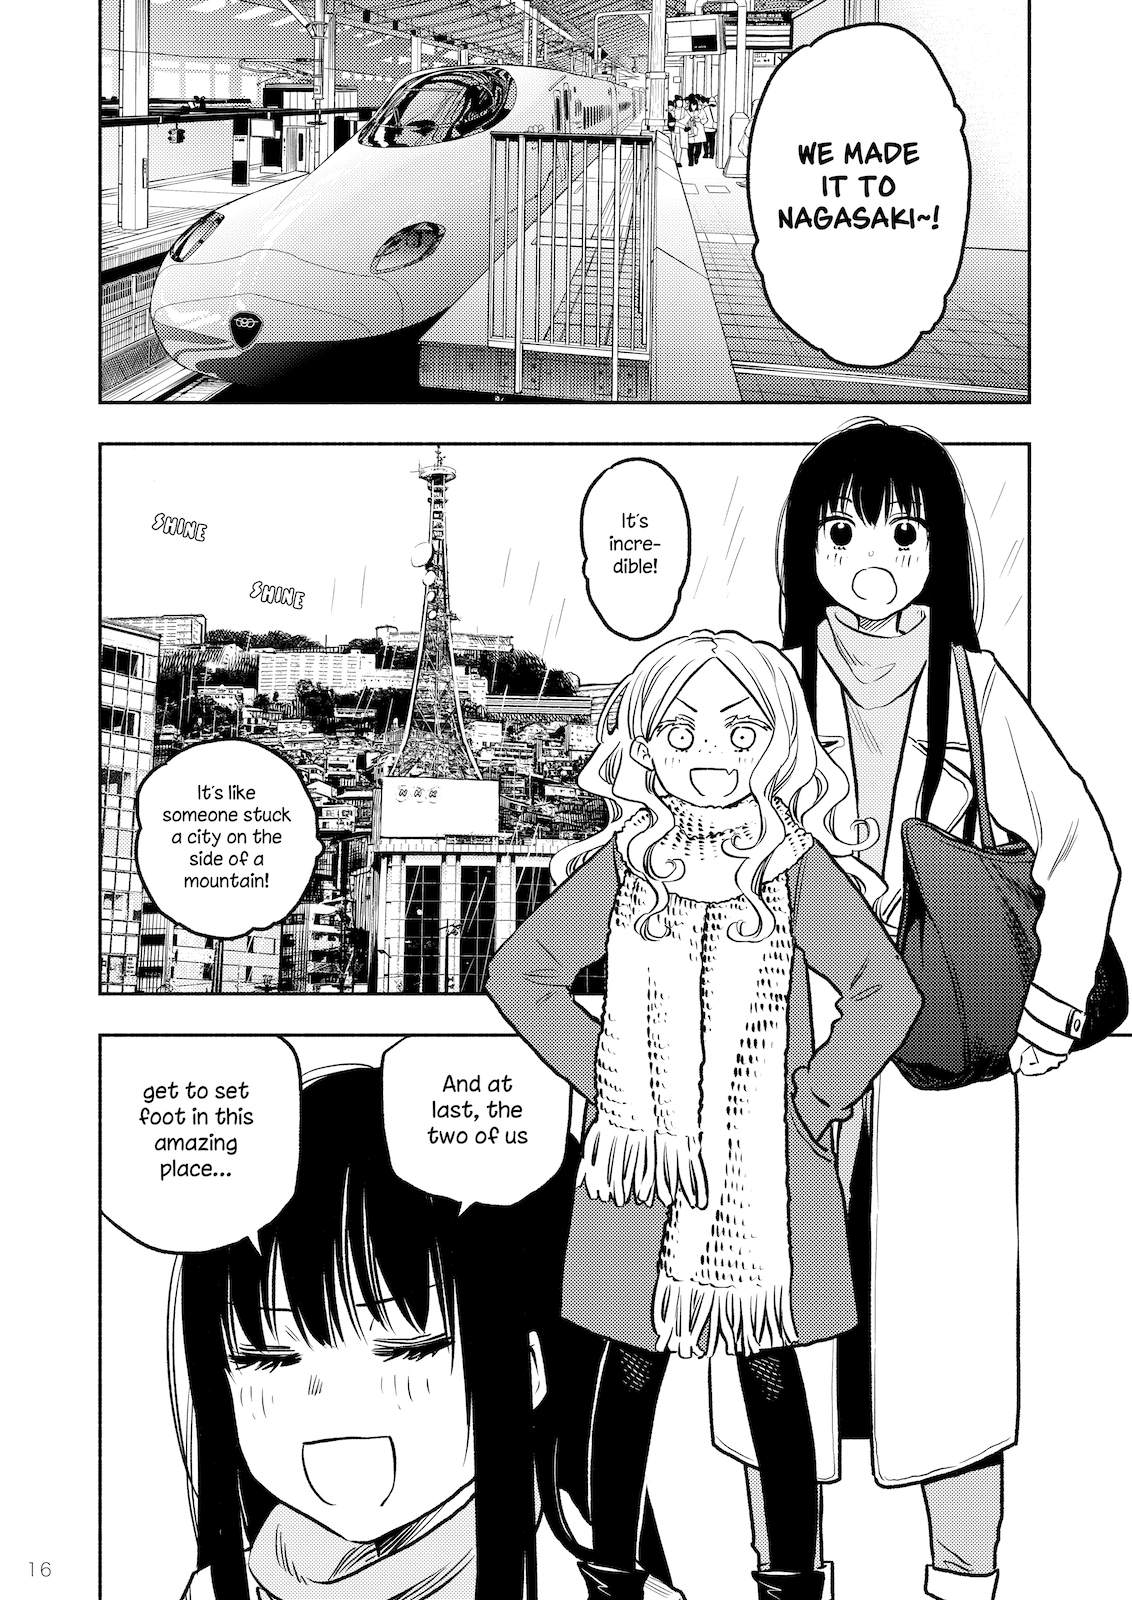 WE MADE
IT TO
NAGASAKI~!
It's
incre-
dible!
SHINE
SHINE
It's like
someone stuck
a city on the
side of a
mountain!
And at
last, the
two of us
get to set
foot in this
amazing
place...
16